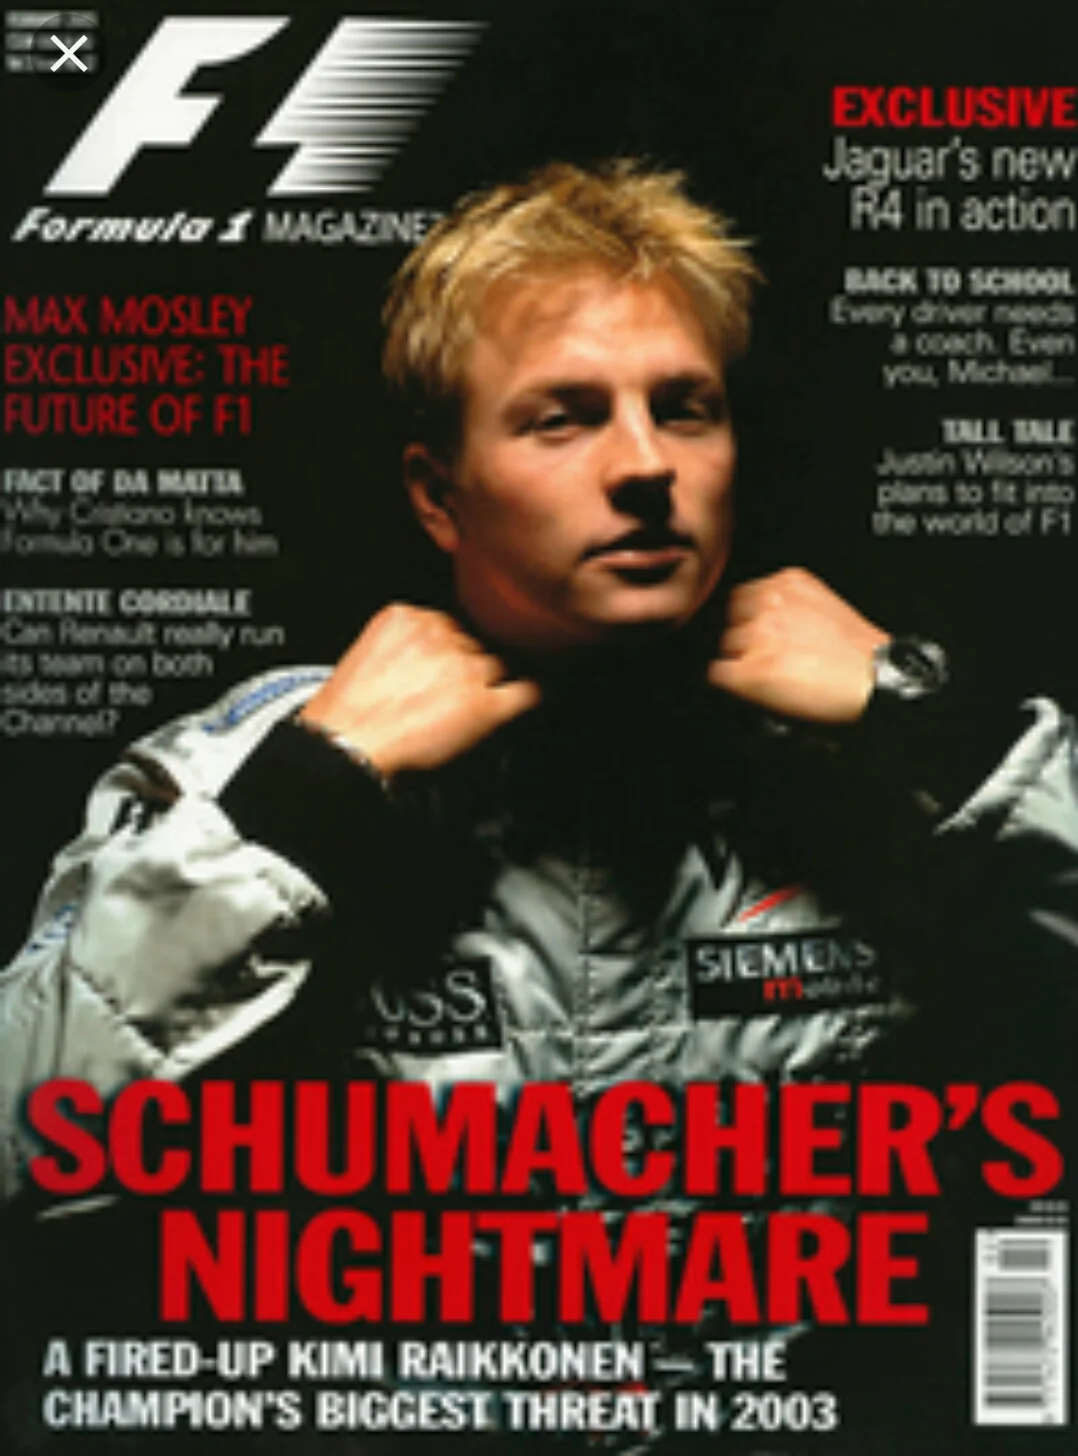 F1
Formula 1 MAGAZINE
EXCLUSIVE
Jaguar's new
R4 in action
BACK TO SCHOOL
Every driver needs
a coach. Even
you, Michael...
TALL TALE
Justin Wilson's
plans to fit into
the world of F1
MAX MOSLEY
EXCLUSIVE: THE
FUTURE OF F1
FACT OF DA MATTA
Why Cristiano knows
Formula One is for him
ENTENTE CORDIALE
Can Renault really run
its team on both
sides of the
Channel?
SIEMENS
mobile
SCHUMACHER'S
NIGHTMARE
A FIRED-UP KIMI RAIKKONEN — THE
CHAMPION'S BIGGEST THREAT IN 2003